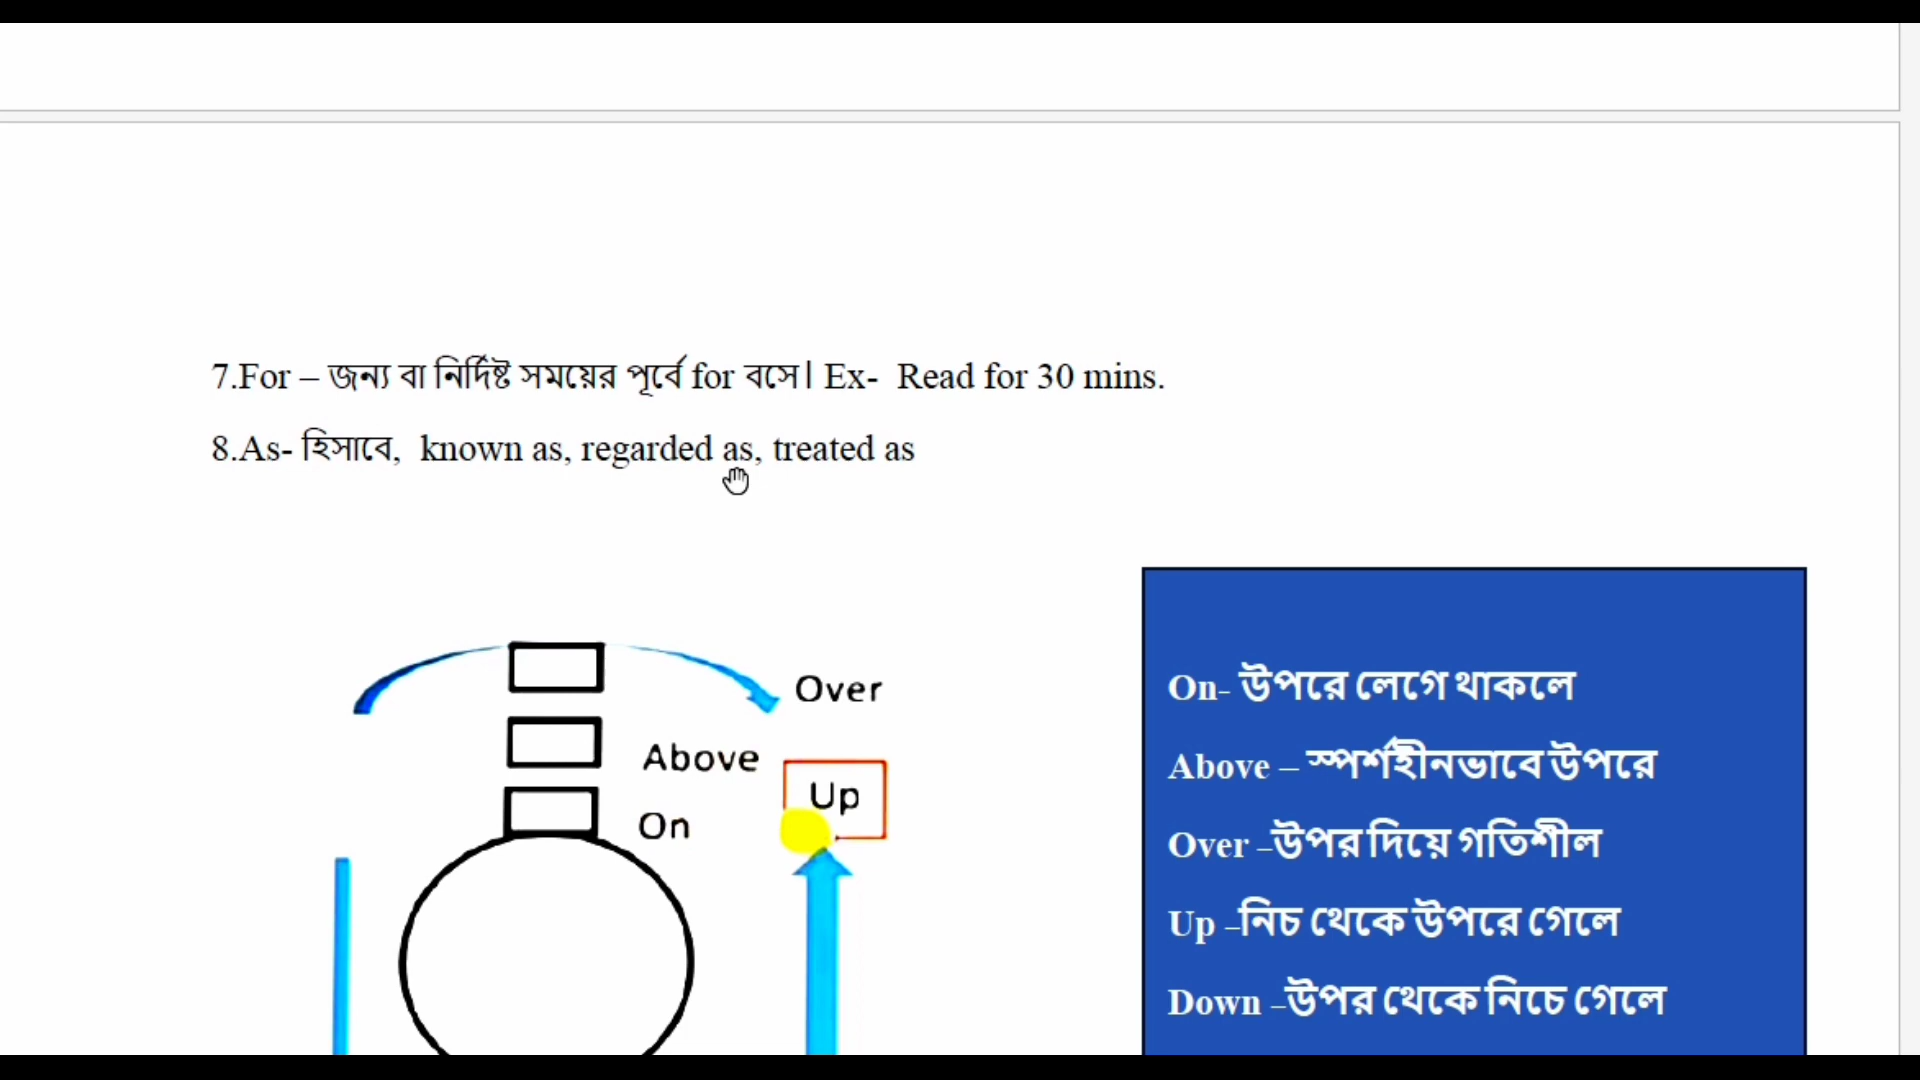 7.For – জন্য বা নির্দিষ্ট সময়ের পূর্বে for বসে। Ex- Read for 30 mins.
8.As- হিসাবে, known as, regarded as, treated as
Over
Above
Up
On
On- উপরে লেগে থাকলে
Above – স্পর্শহীনভাবে উপরে
Over –উপর দিয়ে গতিশীল
Up –নিচ থেকে উপরে গেলে
Down –উপর থেকে নিচে গেলে